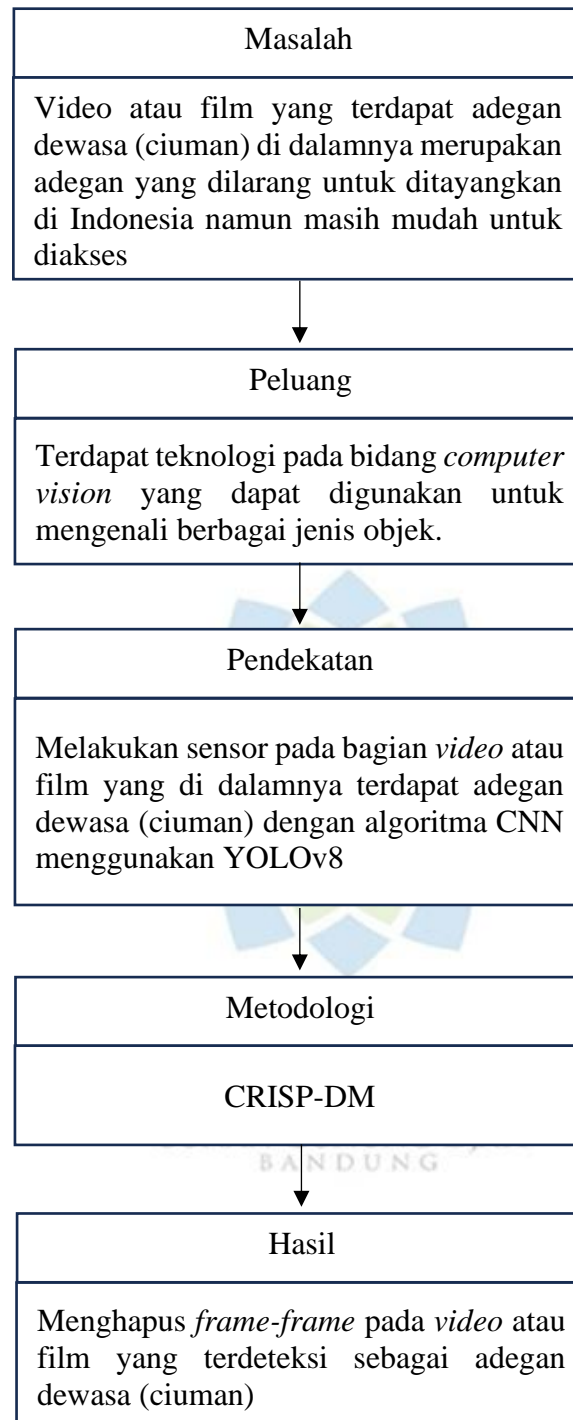 Masalah
Video atau film yang terdapat adegan
dewasa (ciuman) di dalamnya merupakan
adegan yang dilarang untuk ditayangkan
di Indonesia namun masih mudah untuk
diakses
Peluang
Terdapat teknologi pada bidang computer
vision yang dapat digunakan untuk
mengenali berbagai jenis objek.
Pendekatan
Melakukan sensor pada bagian video atau
film yang di dalamnya terdapat adegan
dewasa (ciuman) dengan algoritma CNN
menggunakan YOLOv8
Metodologi
CRISP-DM
BANDUNG
Hasil
Menghapus frame-frame pada video atau
film yang terdeteksi sebagai adegan
dewasa (ciuman)